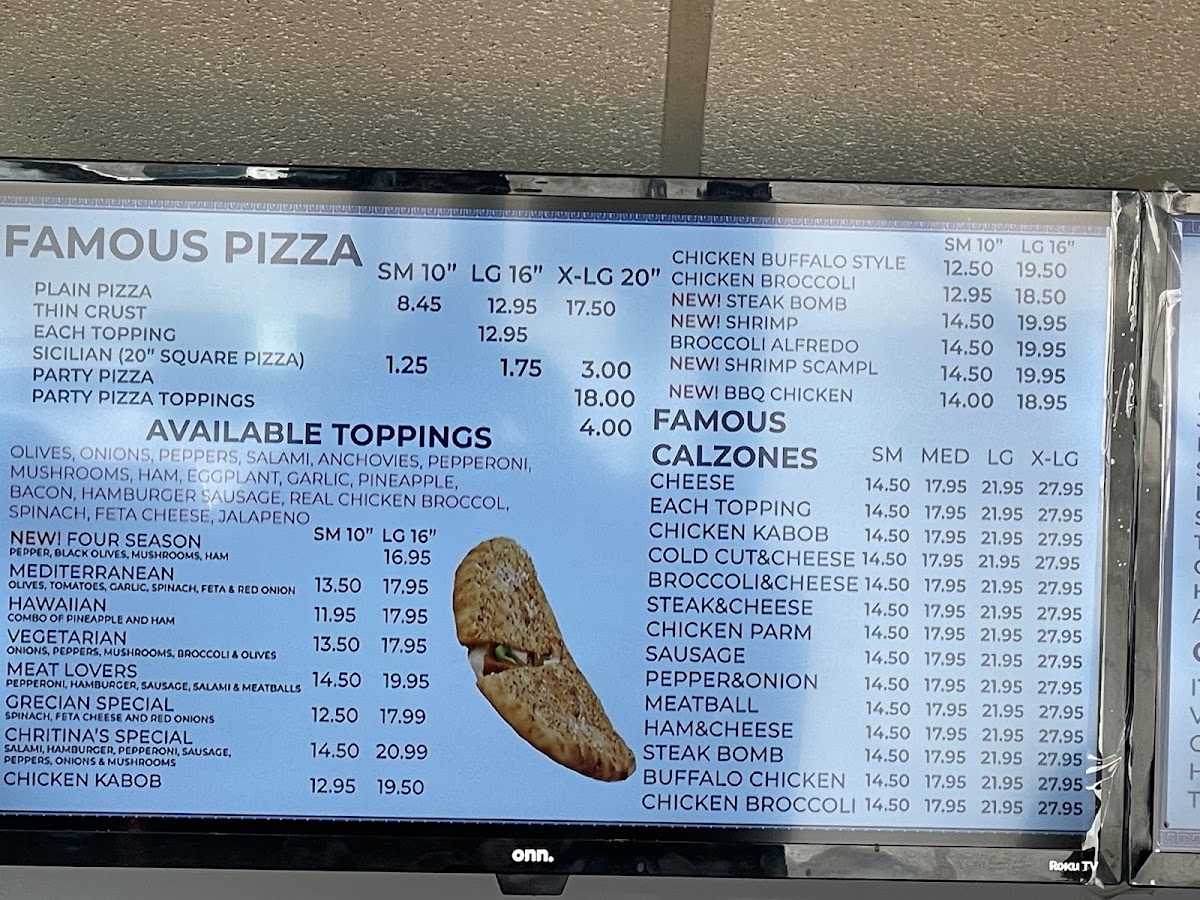 FAMOUS PIZZA
SM 10" LG 16" X-LG 20"
PLAIN PIZZA 8.45 12.95 17.50
THIN CRUST 12.95
EACH TOPPING
SICILIAN (20" SQUARE PIZZA) 1.25 1.75 3.00
PARTY PIZZA 18.00
PARTY PIZZA TOPPINGS 4.00
AVAILABLE TOPPINGS
OLIVES, ONIONS, PEPPERS, SALAMI, ANCHOVIES, PEPPERONI,
MUSHROOMS, HAM, EGGPLANT, GARLIC, PINEAPPLE,
BACON, HAMBURGER SAUSAGE, REAL CHICKEN BROCCOL,
SPINACH, FETA CHEESE, JALAPENO
SM 10" LG 16"
NEW! FOUR SEASON 16.95
PEPPER, BLACK OLIVES, MUSHROOMS, HAM
MEDITERRANEAN 13.50 17.95
OLIVES, TOMATOES, GARLIC, SPINACH, FETA & RED ONION
HAWAIIAN 11.95 17.95
COMBO OF PINEAPPLE AND HAM
VEGETARIAN 13.50 17.95
ONIONS, PEPPERS, MUSHROOMS, BROCCOLI & OLIVES
MEAT LOVERS 14.50 19.95
PEPPERONI, HAMBURGER, SAUSAGE, SALAMI & MEATBALLS
GRECIAN SPECIAL 12.50 17.99
SPINACH, FETA CHEESE AND RED ONIONS
CHRITINA'S SPECIAL 14.50 20.99
SALAMI, HAMBURGER, PEPPERONI, SAUSAGE,
PEPPERS, ONIONS & MUSHROOMS
CHICKEN KABOB 12.95 19.50
SM 10" LG 16"
CHICKEN BUFFALO STYLE 12.50 19.50
CHICKEN BROCCOLI 12.95 18.50
NEW! STEAK BOMB 14.50 19.95
NEW! SHRIMP
BROCCOLI ALFREDO 14.50 19.95
NEW! SHRIMP SCAMPL 14.50 19.95
NEW! BBQ CHICKEN 14.00 18.95
FAMOUS
CALZONES SM MED LG X-LG
CHEESE 14.50 17.95 21.95 27.95
EACH TOPPING 14.50 17.95 21.95 27.95
CHICKEN KABOB 14.50 17.95 21.95 27.95
COLD CUT&CHEESE 14.50 17.95 21.95 27.95
BROCCOLI&CHEESE 14.50 17.95 21.95 27.95
STEAK&CHEESE 14.50 17.95 21.95 27.95
CHICKEN PARM 14.50 17.95 21.95 27.95
SAUSAGE 14.50 17.95 21.95 27.95
PEPPER&ONION 14.50 17.95 21.95 27.95
MEATBALL 14.50 17.95 21.95 27.95
HAM&CHEESE 14.50 17.95 21.95 27.95
STEAK BOMB 14.50 17.95 21.95 27.95
BUFFALO CHICKEN 14.50 17.95 21.95 27.95
CHICKEN BROCCOLI 14.50 17.95 21.95 27.95
onn.
Roku TV